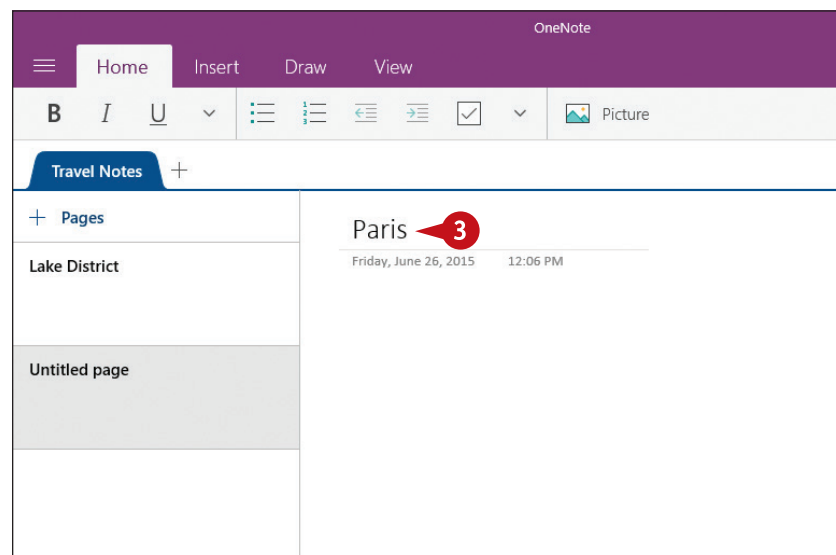 OneNote
Home Insert Draw View
B I U Picture
Travel Notes +
+ Pages
Paris 3
Lake District
Friday, June 26, 2015 12:06 PM
Untitled page